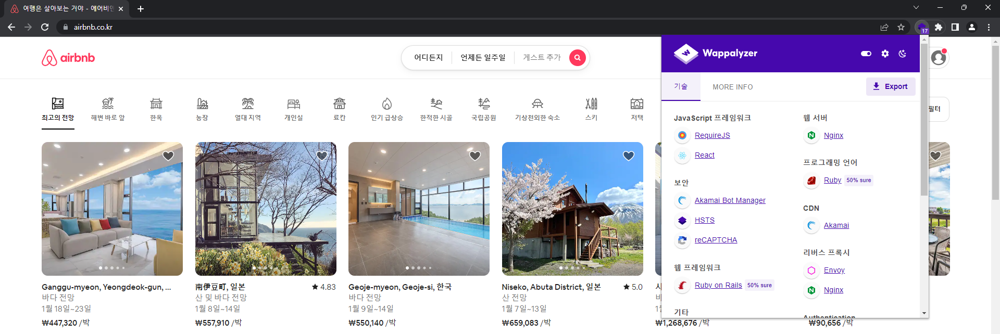 여행은 살아보는 거야 - 에어비앤
airbnb.co.kr
17
airbnb
어디든지
언제든 일주일
게스트 추가
Wappalyzer
기술
MORE INFO
Export
최고의 전망
해변 바로 앞
한옥
농장
열대 지역
개인실
료칸
인기 급상승
한적한 시골
국립공원
기상천외한 숙소
스키
저택
필터
JavaScript 프레임워크
RequireJS
React
보안
Akamai Bot Manager
HSTS
reCAPTCHA
웹 프레임워크
Ruby on Rails 50% sure
기타
웹 서버
Nginx
프로그래밍 언어
Ruby 50% sure
CDN
Akamai
리버스 프록시
Envoy
Nginx
Authentication
Ganggu-myeon, Yeongdeok-gun, ...
바다 전망
1월 18일~23일
₩447,320 /박
南伊豆町, 일본 ★ 4.83
산 및 바다 전망
1월 8일~14일
₩557,910 /박
Geoje-myeon, Geoje-si, 한국
바다 전망
1월 9일~14일
₩550,140 /박
Niseko, Abuta District, 일본 ★ 5.0
산 전망
1월 7일~13일
₩659,083 /박
₩1,268,676 /박
₩90,656 /박